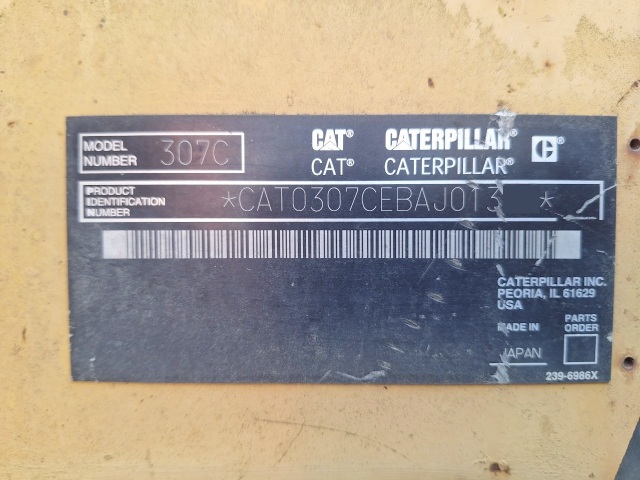 MODEL NUMBER 307C
CAT® CATERPILLAR® C
CAT® CATERPILLAR®
PRODUCT IDENTIFICATION NUMBER *CAT0307CEBAJ013 *
CATERPILLAR INC.
PEORIA, IL 61629
USA
MADE IN JAPAN
PARTS ORDER
239-6986X